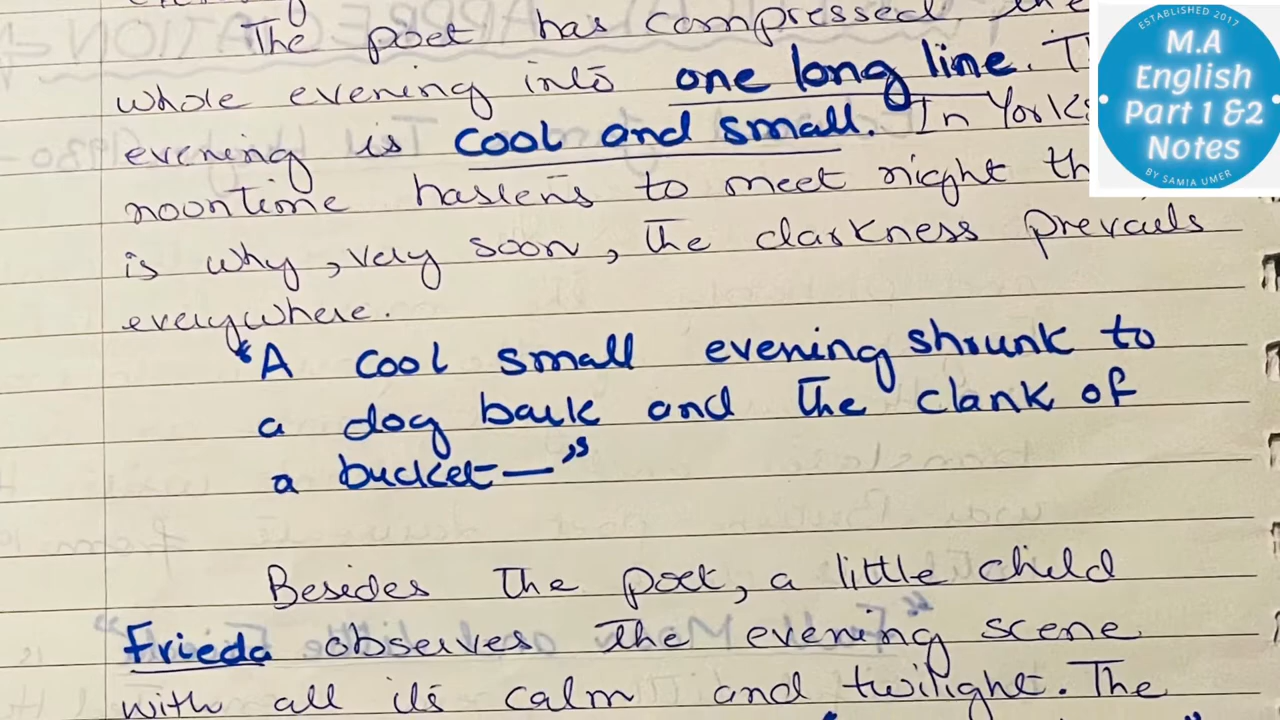 The poet has compressed the
whole evening into one long line. T
evening is cool and small. In Yorks
noontime hastens to meet night th
is why, very soon, the darkness prevails
everywhere.
"A cool small evening shrunk to
a dog bark and the clank of
a bucket—"
Besides the poet, a little child
Frieda observes the evening scene
with all its calm and twilight. The
ESTABLISHED 2017
M.A
English
Part 1 &2
Notes
BY SAMIA UMER